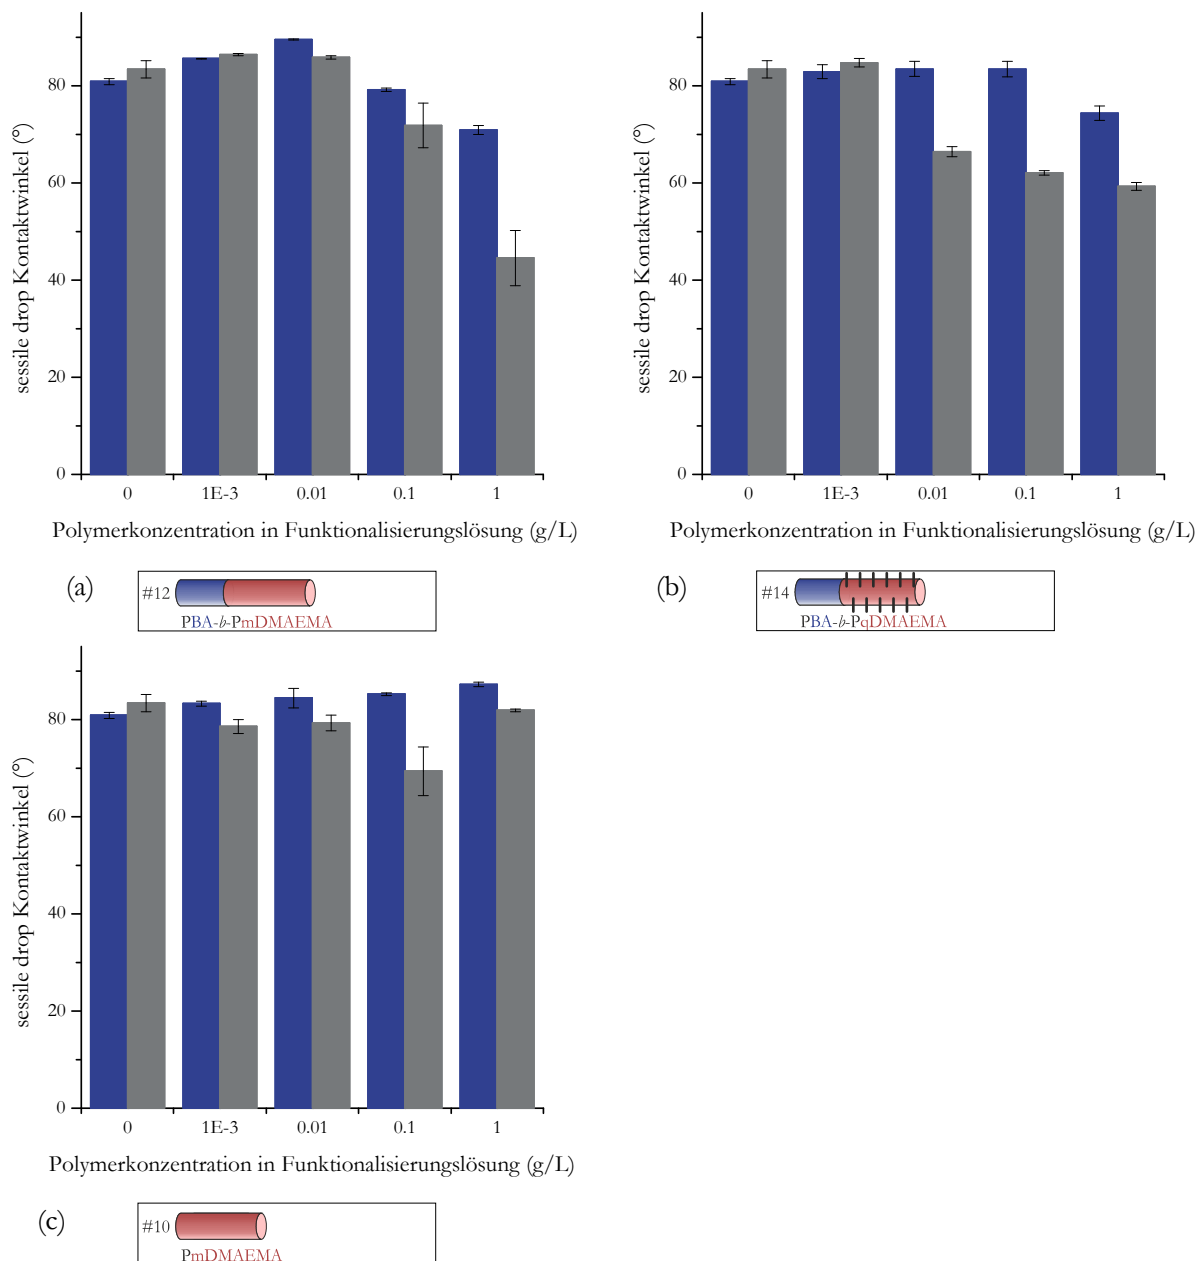 80
60
40
20
0
sessile drop Kontaktwinkel (°)
0 1E-3 0.01 0.1 1
Polymerkonzentration in Funktionalisierungslösung (g/L)
(a)
#12
PBA-b-PmDMAEMA
80
60
40
20
0
sessile drop Kontaktwinkel (°)
0 1E-3 0.01 0.1 1
Polymerkonzentration in Funktionalisierungslösung (g/L)
(b)
#14
PBA-b-PqDMAEMA
80
60
40
20
0
sessile drop Kontaktwinkel (°)
0 1E-3 0.01 0.1 1
Polymerkonzentration in Funktionalisierungslösung (g/L)
(c)
#10
PmDMAEMA